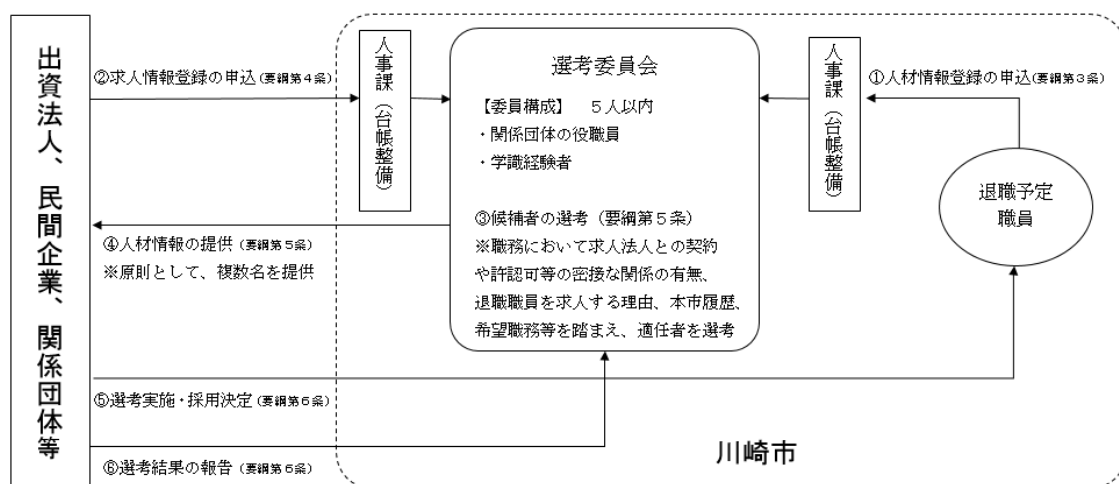 出資法人、民間企業、関係団体等
②求人情報登録の申込(要綱第４条)
人事課（台帳整備）
選考委員会
【委員構成】　５人以内
・関係団体の役職員
・学識経験者
③候補者の選考（要綱第５条）
※職務において求人法人との契約
や許認可等の密接な関係の有無、
退職職員を求人する理由、本市履歴、
希望職務等を踏まえ、適任者を選考
人事課（台帳整備）
①人材情報登録の申込(要綱第３条)
退職予定
職員
④人材情報の提供（要綱第５条）
※原則として、複数名を提供
⑤選考実施・採用決定（要綱第６条）
⑥選考結果の報告（要綱第６条）
川崎市